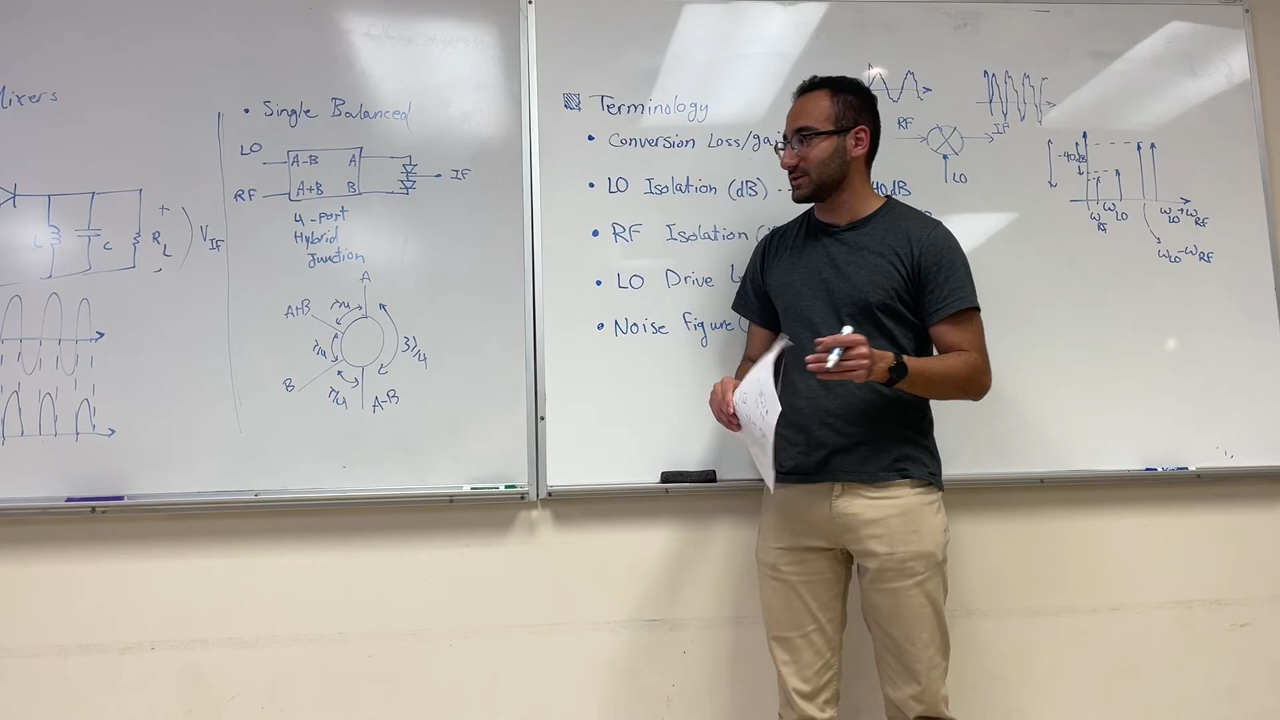 Mixers
L
C
R_L
+
V_IF
• Single Balanced
LO
RF
A-B
A+B
A
B
IF
4-Port
Hybrid
Junction
A
A+B
B
A-B
λ/4
λ/4
λ/4
3λ/4
Terminology
• Conversion Loss/gai
• LO Isolation (dB) --
40dB
• RF Isolation (
• LO Drive L
• Noise figure (
RF
IF
LO
-40dB
ω_RF
ω_LO
ω_LO+ω_RF
ω_LO-ω_RF